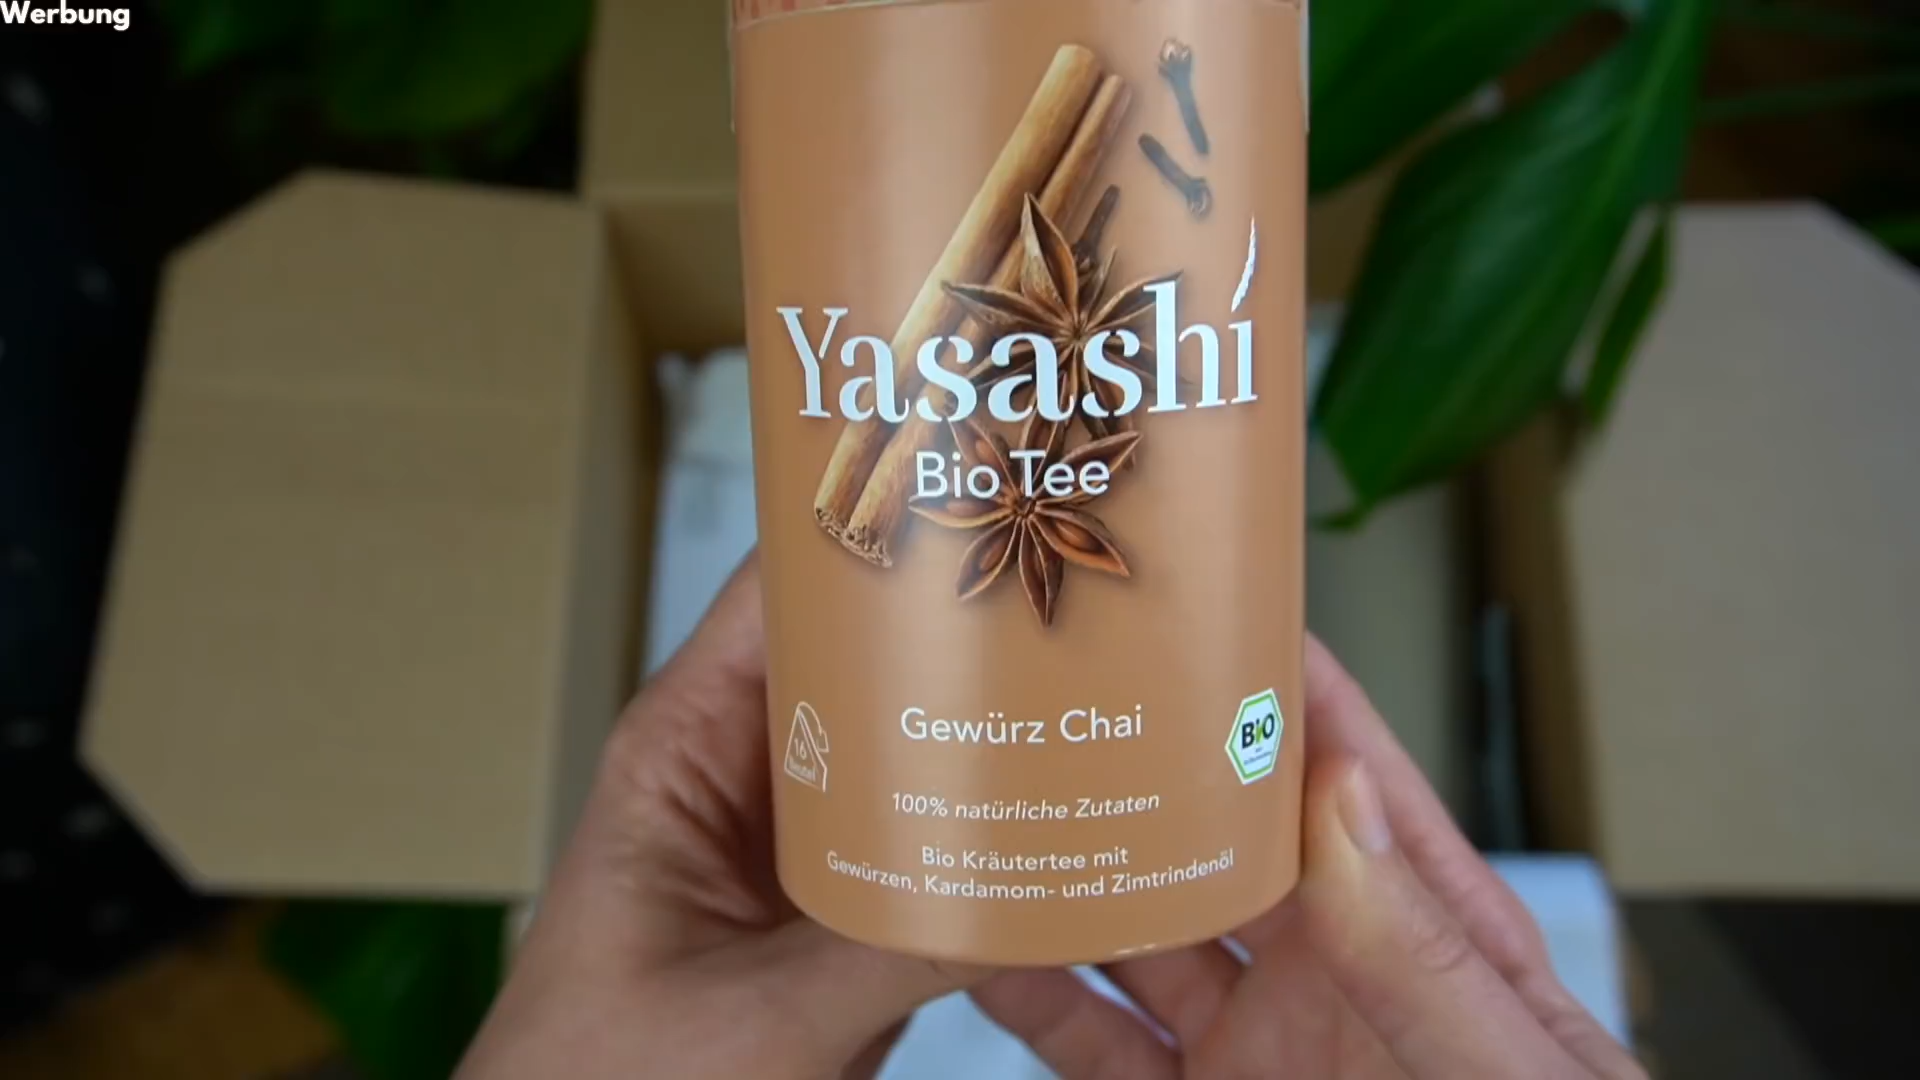 Werbung
Yasashi
Bio Tee
Gewürz Chai
16
Beutel
BiO
100% natürliche Zutaten
Bio Kräutertee mit
Gewürzen, Kardamom- und Zimtrindenöl